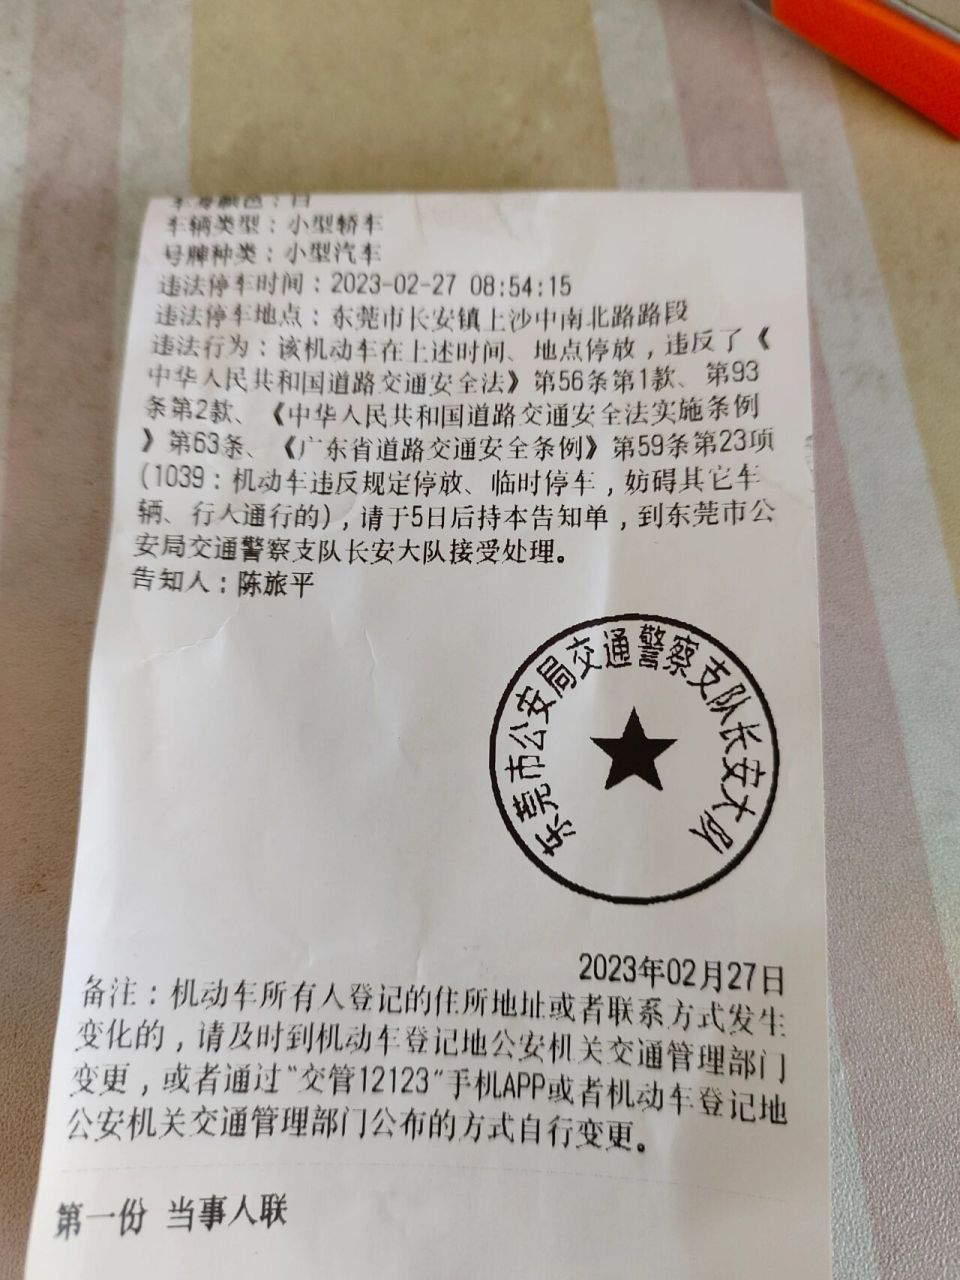 车身颜色：白
车辆类型：小型轿车
号牌种类：小型汽车
违法停车时间：2023-02-27 08:54:15
违法停车地点：东莞市长安镇上沙中南北路路段
违法行为：该机动车在上述时间、地点停放，违反了《
中华人民共和国道路交通安全法》第56条第1款、第93
条第2款、《中华人民共和国道路交通安全法实施条例
》第63条、《广东省道路交通安全条例》第59条第23项
(1039：机动车违反规定停放、临时停车，妨碍其它车
辆、行人通行的)，请于5日后持本告知单，到东莞市公
安局交通警察支队长安大队接受处理。
告知人：陈旅平
东莞市公安局交通警察支队长安大队
2023年02月27日
备注：机动车所有人登记的住所地址或者联系方式发生
变化的，请及时到机动车登记地公安机关交通管理部门
变更，或者通过“交管12123”手机APP或者机动车登记地
公安机关交通管理部门公布的方式自行变更。
第一份 当事人联